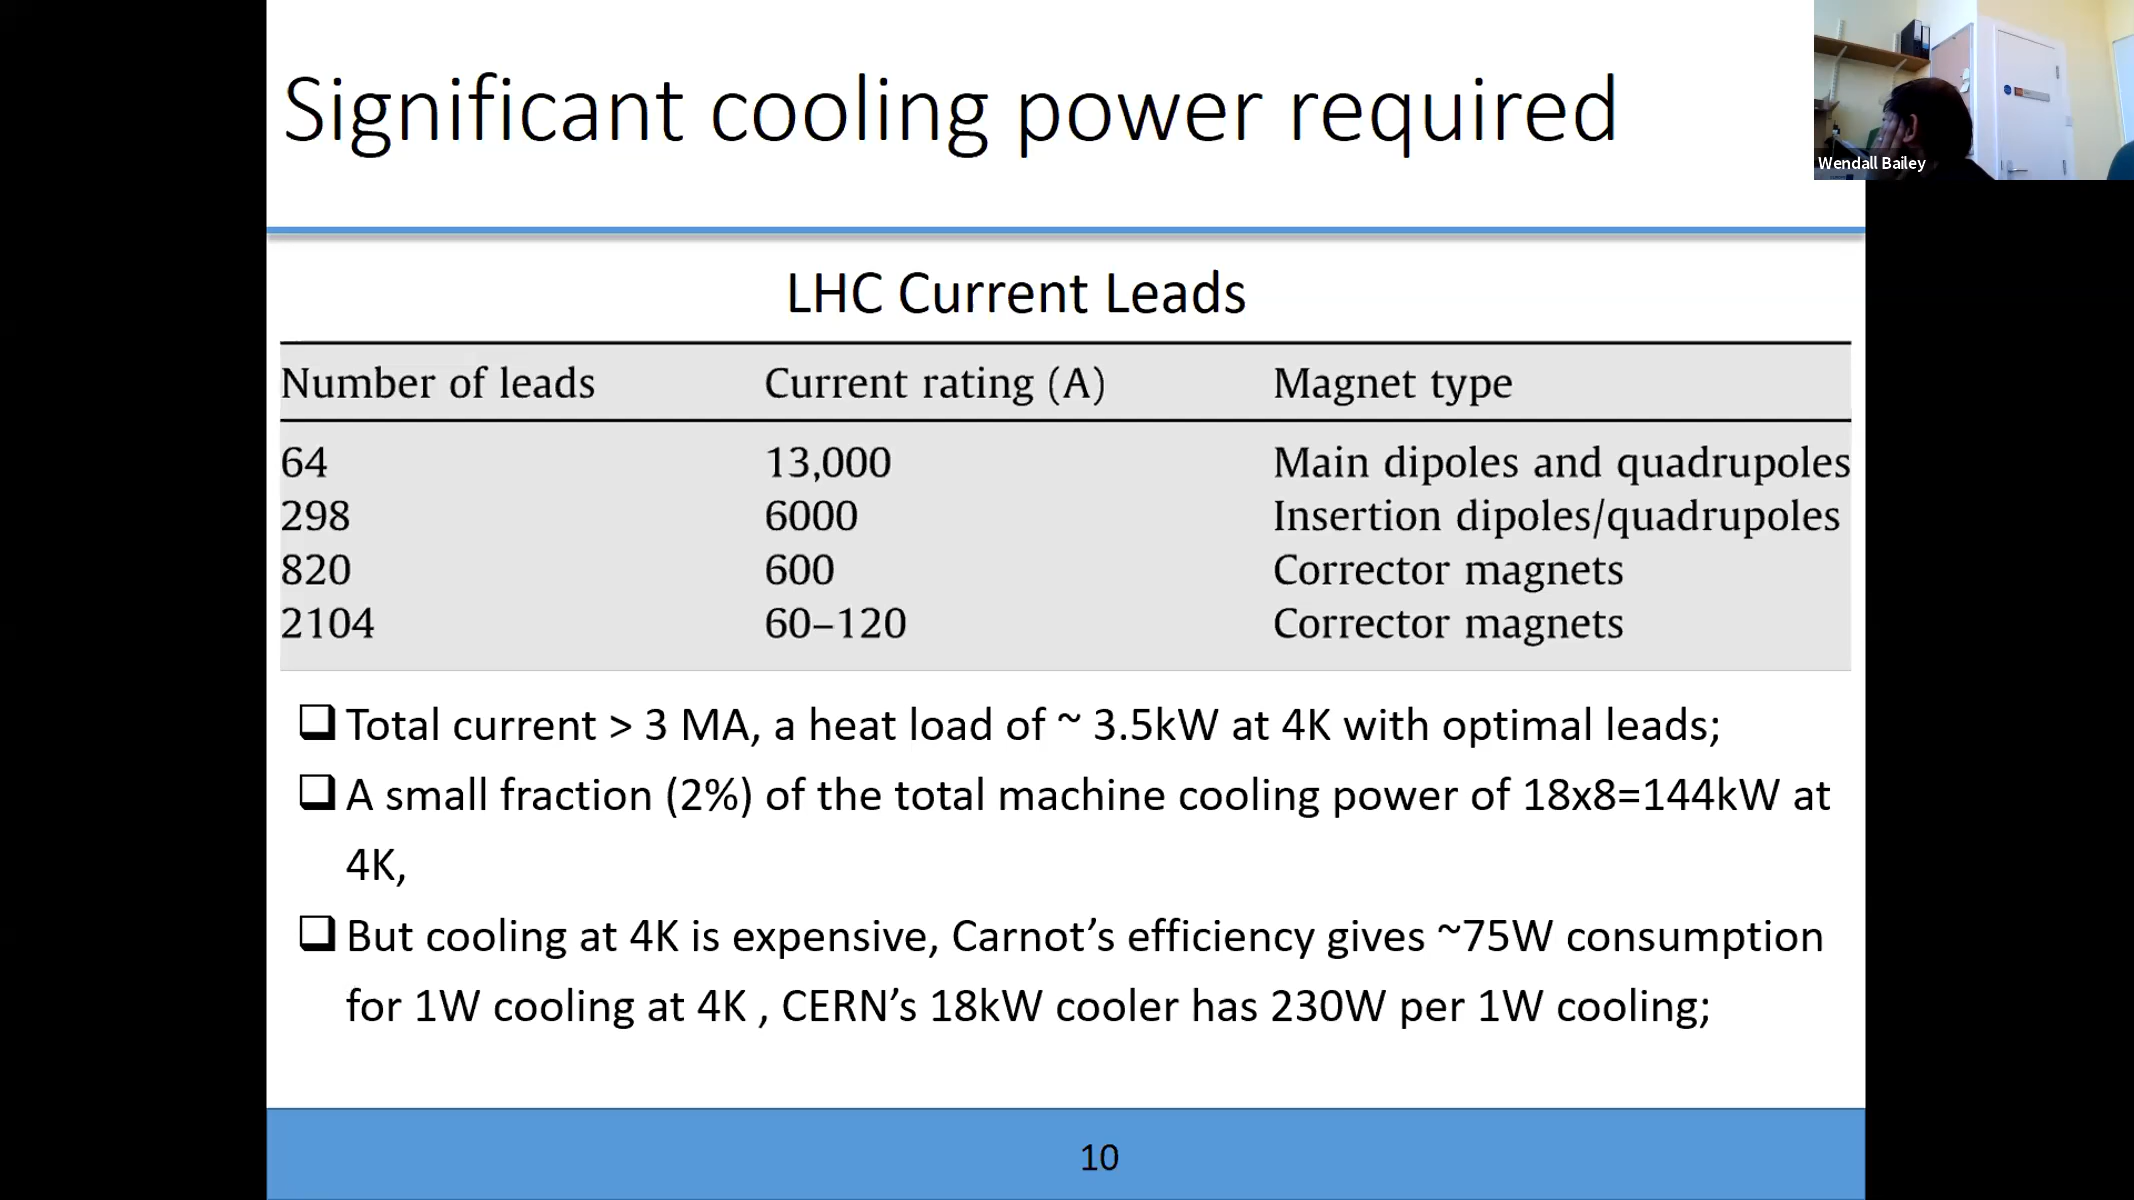 Significant cooling power required
Wendall Bailey
LHC Current Leads
Number of leads Current rating (A) Magnet type
64 13,000 Main dipoles and quadrupoles
298 6000 Insertion dipoles/quadrupoles
820 600 Corrector magnets
2104 60–120 Corrector magnets
Total current > 3 MA, a heat load of ~ 3.5kW at 4K with optimal leads;
A small fraction (2%) of the total machine cooling power of 18x8=144kW at
4K,
But cooling at 4K is expensive, Carnot’s efficiency gives ~75W consumption
for 1W cooling at 4K , CERN’s 18kW cooler has 230W per 1W cooling;
10